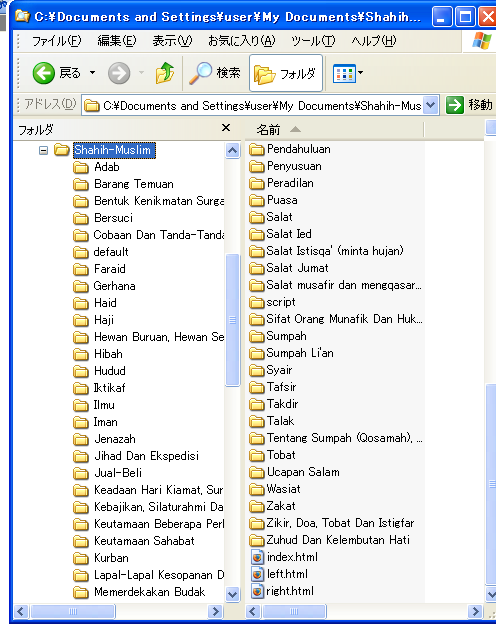 C:¥Documents and Settings¥user¥My Documents¥Shahih...
ファイル(F) 編集(E) 表示(V) お気に入り(A) ツール(T) ヘルプ(H)
戻る 検索 フォルダ
アドレス(D) C:¥Documents and Settings¥user¥My Documents¥Shahih-Mus 移動
フォルダ
Shahih-Muslim
Adab
Barang Temuan
Bentuk Kenikmatan Surga
Bersuci
Cobaan Dan Tanda-Tanda
default
Faraid
Gerhana
Haid
Haji
Hewan Buruan, Hewan Se
Hibah
Hudud
Iktikaf
Ilmu
Iman
Jenazah
Jihad Dan Ekspedisi
Jual-Beli
Keadaan Hari Kiamat, Sur
Kebajikan, Silaturahmi Da
Keutamaan Beberapa Perl
Keutamaan Sahabat
Kurban
Lapal-Lapal Kesopanan D
Memerdekakan Budak
名前
Pendahuluan
Penyusuan
Peradilan
Puasa
Salat
Salat Ied
Salat Istisqa' (minta hujan)
Salat Jumat
Salat musafir dan mengqasar...
script
Sifat Orang Munafik Dan Huk...
Sumpah
Sumpah Li'an
Syair
Tafsir
Takdir
Talak
Tentang Sumpah (Qosamah), ...
Tobat
Ucapan Salam
Wasiat
Zakat
Zikir, Doa, Tobat Dan Istigfar
Zuhud Dan Kelembutan Hati
index.html
left.html
right.html